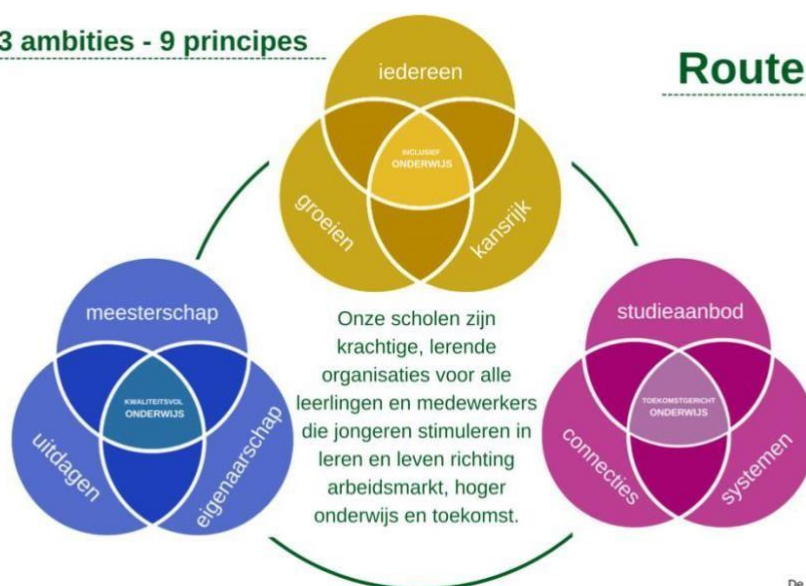 3 ambities - 9 principes
Route
iedereen
groeien
kansrijk
INCLUSIEF
ONDERWIJS
meesterschap
uitdagen
eigenaarschap
KWALITEITSVOL
ONDERWIJS
Onze scholen zijn
krachtige, lerende
organisaties voor alle
leerlingen en medewerkers
die jongeren stimuleren in
leren en leven richting
arbeidsmarkt, hoger
onderwijs en toekomst.
studieaanbod
connecties
systemen
TOEKOMSTGERICHT
ONDERWIJS
De